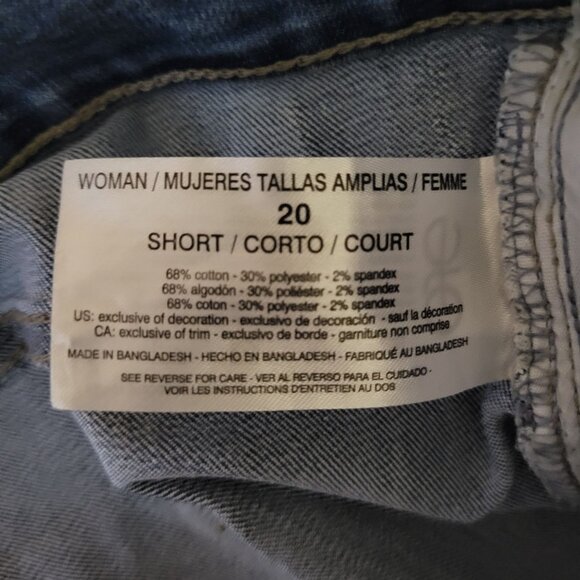 WOMAN / MUJERES TALLAS AMPLIAS / FEMME
20
SHORT / CORTO / COURT
68% cotton - 30% polyester - 2% spandex
68% algodón - 30% poliéster - 2% spandex
68% coton - 30% polyester - 2% spandex
US: exclusive of decoration - exclusivo de decoración - sauf la décoration
CA: exclusive of trim - exclusivo de borde - garniture non comprise
MADE IN BANGLADESH - HECHO EN BANGLADESH - FABRIQUÉ AU BANGLADESH
SEE REVERSE FOR CARE - VER AL REVERSO PARA EL CUIDADO -
VOIR LES INSTRUCTIONS D'ENTRETIEN AU DOS